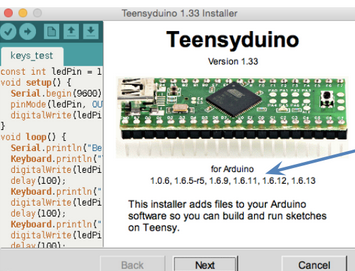 Teensyduino 1.33 Installer
keys_test
const int ledPin = 1
void setup() {
Serial.begin(9600)
pinMode(ledPin, OU
digitalWrite(ledPi
}
void loop() {
Serial.println("Be
Keyboard.println("
digitalWrite(ledPi
delay(100);
Keyboard.println("
digitalWrite(ledPi
delay(100);
Keyboard.println("
digitalWrite(ledPi
delay(100);
Keyboard.println("
digitalWrite(ledPi
Teensyduino
Version 1.33
for Arduino
1.0.6, 1.6.5-r5, 1.6.9, 1.6.11, 1.6.12, 1.6.13
This installer adds files to your Arduino
software so you can build and run sketches
on Teensy.
Back
Next
Cancel